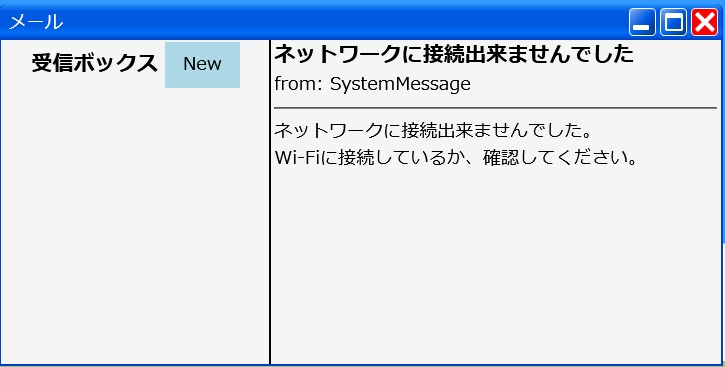 メール
受信ボックス New
ネットワークに接続出来ませんでした
from: SystemMessage
ネットワークに接続出来ませんでした。
Wi-Fiに接続しているか、確認してください。